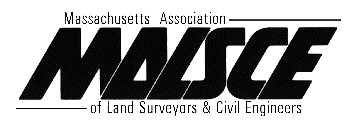 Massachusetts Association
MALSCE
of Land Surveyors & Civil Engineers